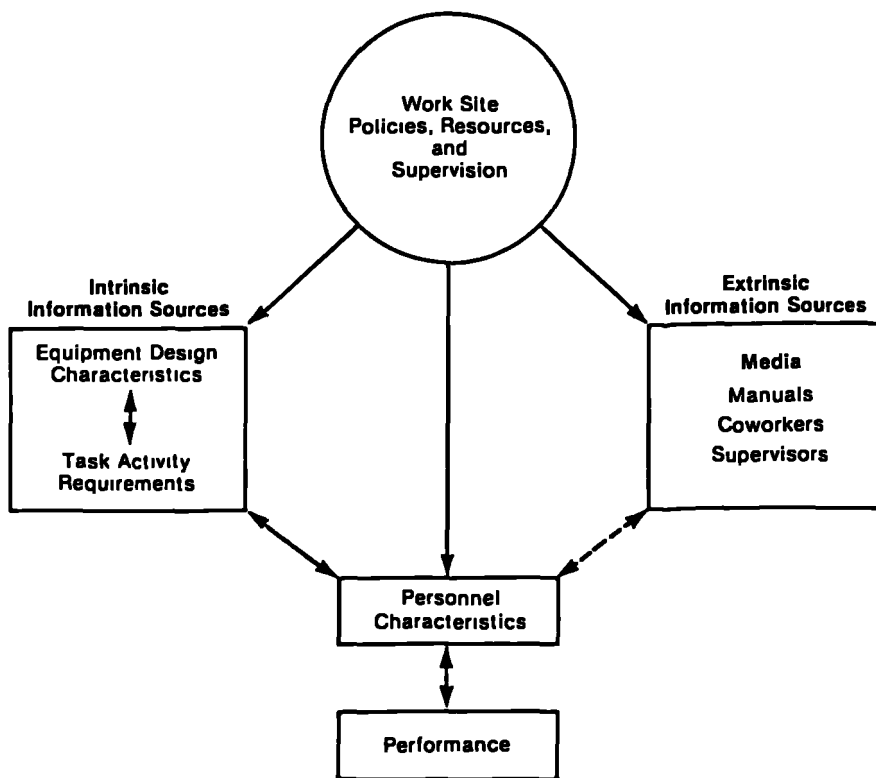 Work Site
Policies, Resources,
and
Supervision
Intrinsic
Information Sources
Equipment Design
Characteristics
Task Activity
Requirements
Extrinsic
Information Sources
Media
Manuals
Coworkers
Supervisors
Personnel
Characteristics
Performance